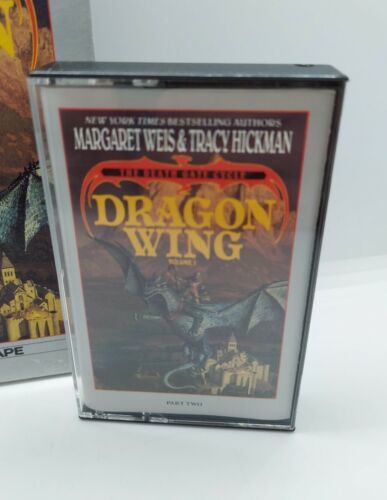 NEW YORK TIMES BESTSELLING AUTHORS
MARGARET WEIS & TRACY HICKMAN
THE DEATH GATE CYCLE
DRAGON
WING
VOLUME 1
PART TWO
APE